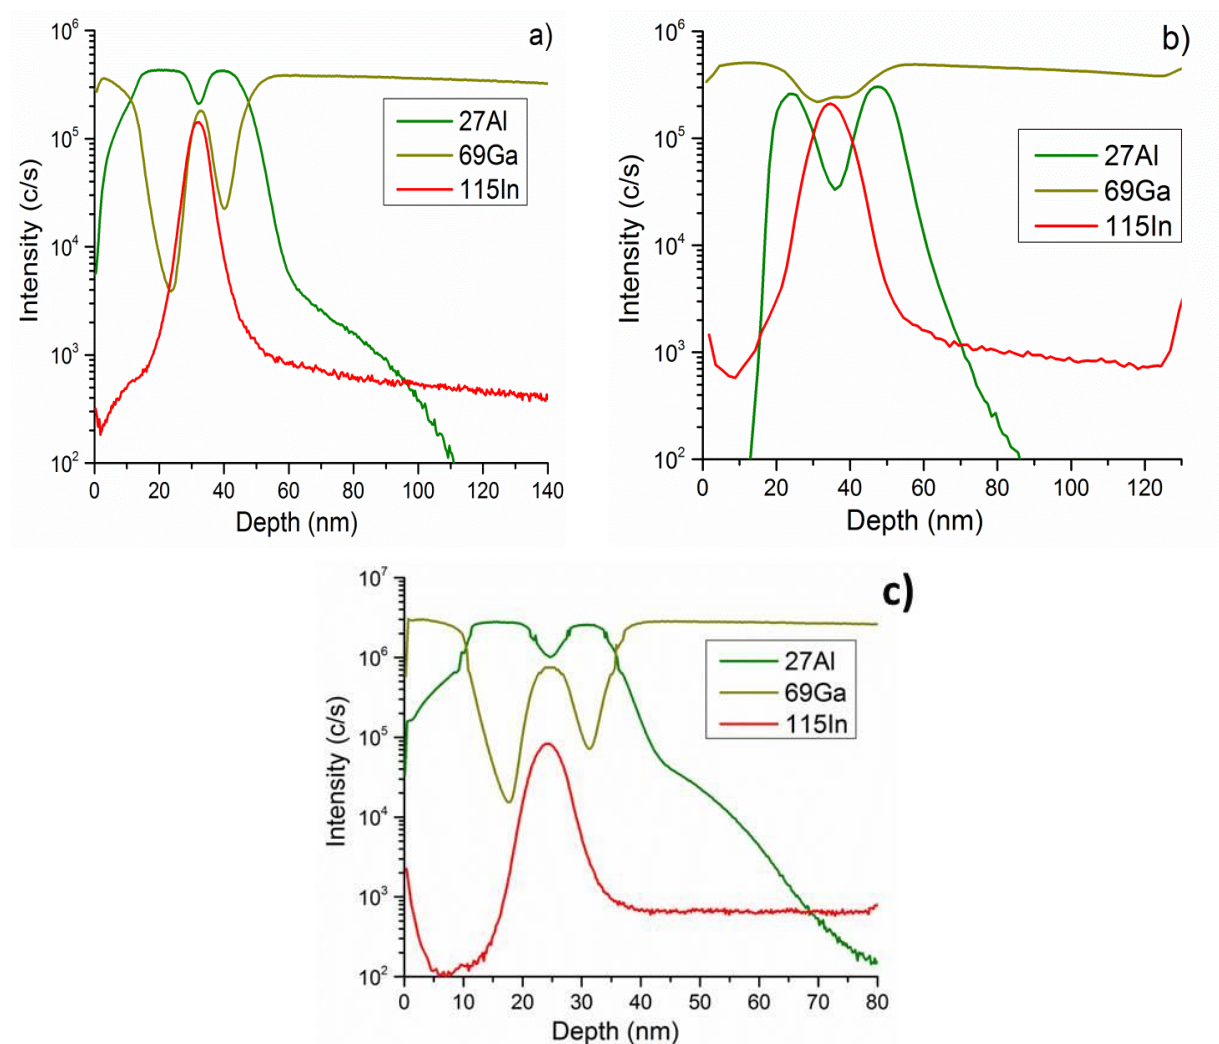 a)
10⁶
10⁵
10⁴
10³
10²
Intensity (c/s)
27Al
69Ga
115In
0 20 40 60 80 100 120 140
Depth (nm)
b)
10⁶
10⁵
10⁴
10³
10²
Intensity (c/s)
27Al
69Ga
115In
0 20 40 60 80 100 120
Depth (nm)
c)
10⁷
10⁶
10⁵
10⁴
10³
10²
Intensity (c/s)
27Al
69Ga
115In
0 10 20 30 40 50 60 70 80
Depth (nm)